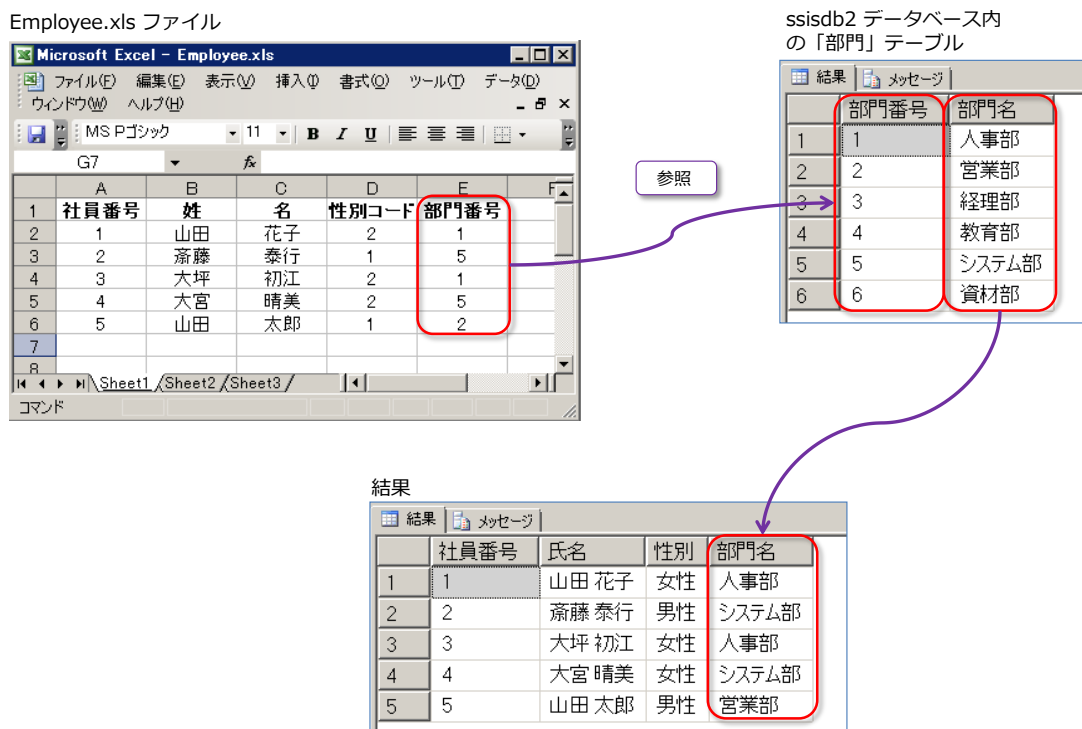 Employee.xls ファイル
Microsoft Excel - Employee.xls
ファイル(F) 編集(E) 表示(V) 挿入(I) 書式(O) ツール(T) データ(D)
ウィンドウ(W) ヘルプ(H)
MS Pゴシック 11 B I U
G7 fx
A B C D E F
1 社員番号 姓 名 性別コード 部門番号
2 1 山田 花子 2 1
3 2 斎藤 泰行 1 5
4 3 大坪 初江 2 1
5 4 大宮 晴美 2 5
6 5 山田 太郎 1 2
7
8
Sheet1 Sheet2 Sheet3
コマンド
参照
ssisdb2 データベース内
の「部門」テーブル
結果 メッセージ
部門番号 部門名
1 1 人事部
2 2 営業部
3 3 経理部
4 4 教育部
5 5 システム部
6 6 資材部
結果
結果 メッセージ
社員番号 氏名 性別 部門名
1 1 山田 花子 女性 人事部
2 2 斎藤 泰行 男性 システム部
3 3 大坪 初江 女性 人事部
4 4 大宮 晴美 女性 システム部
5 5 山田 太郎 男性 営業部